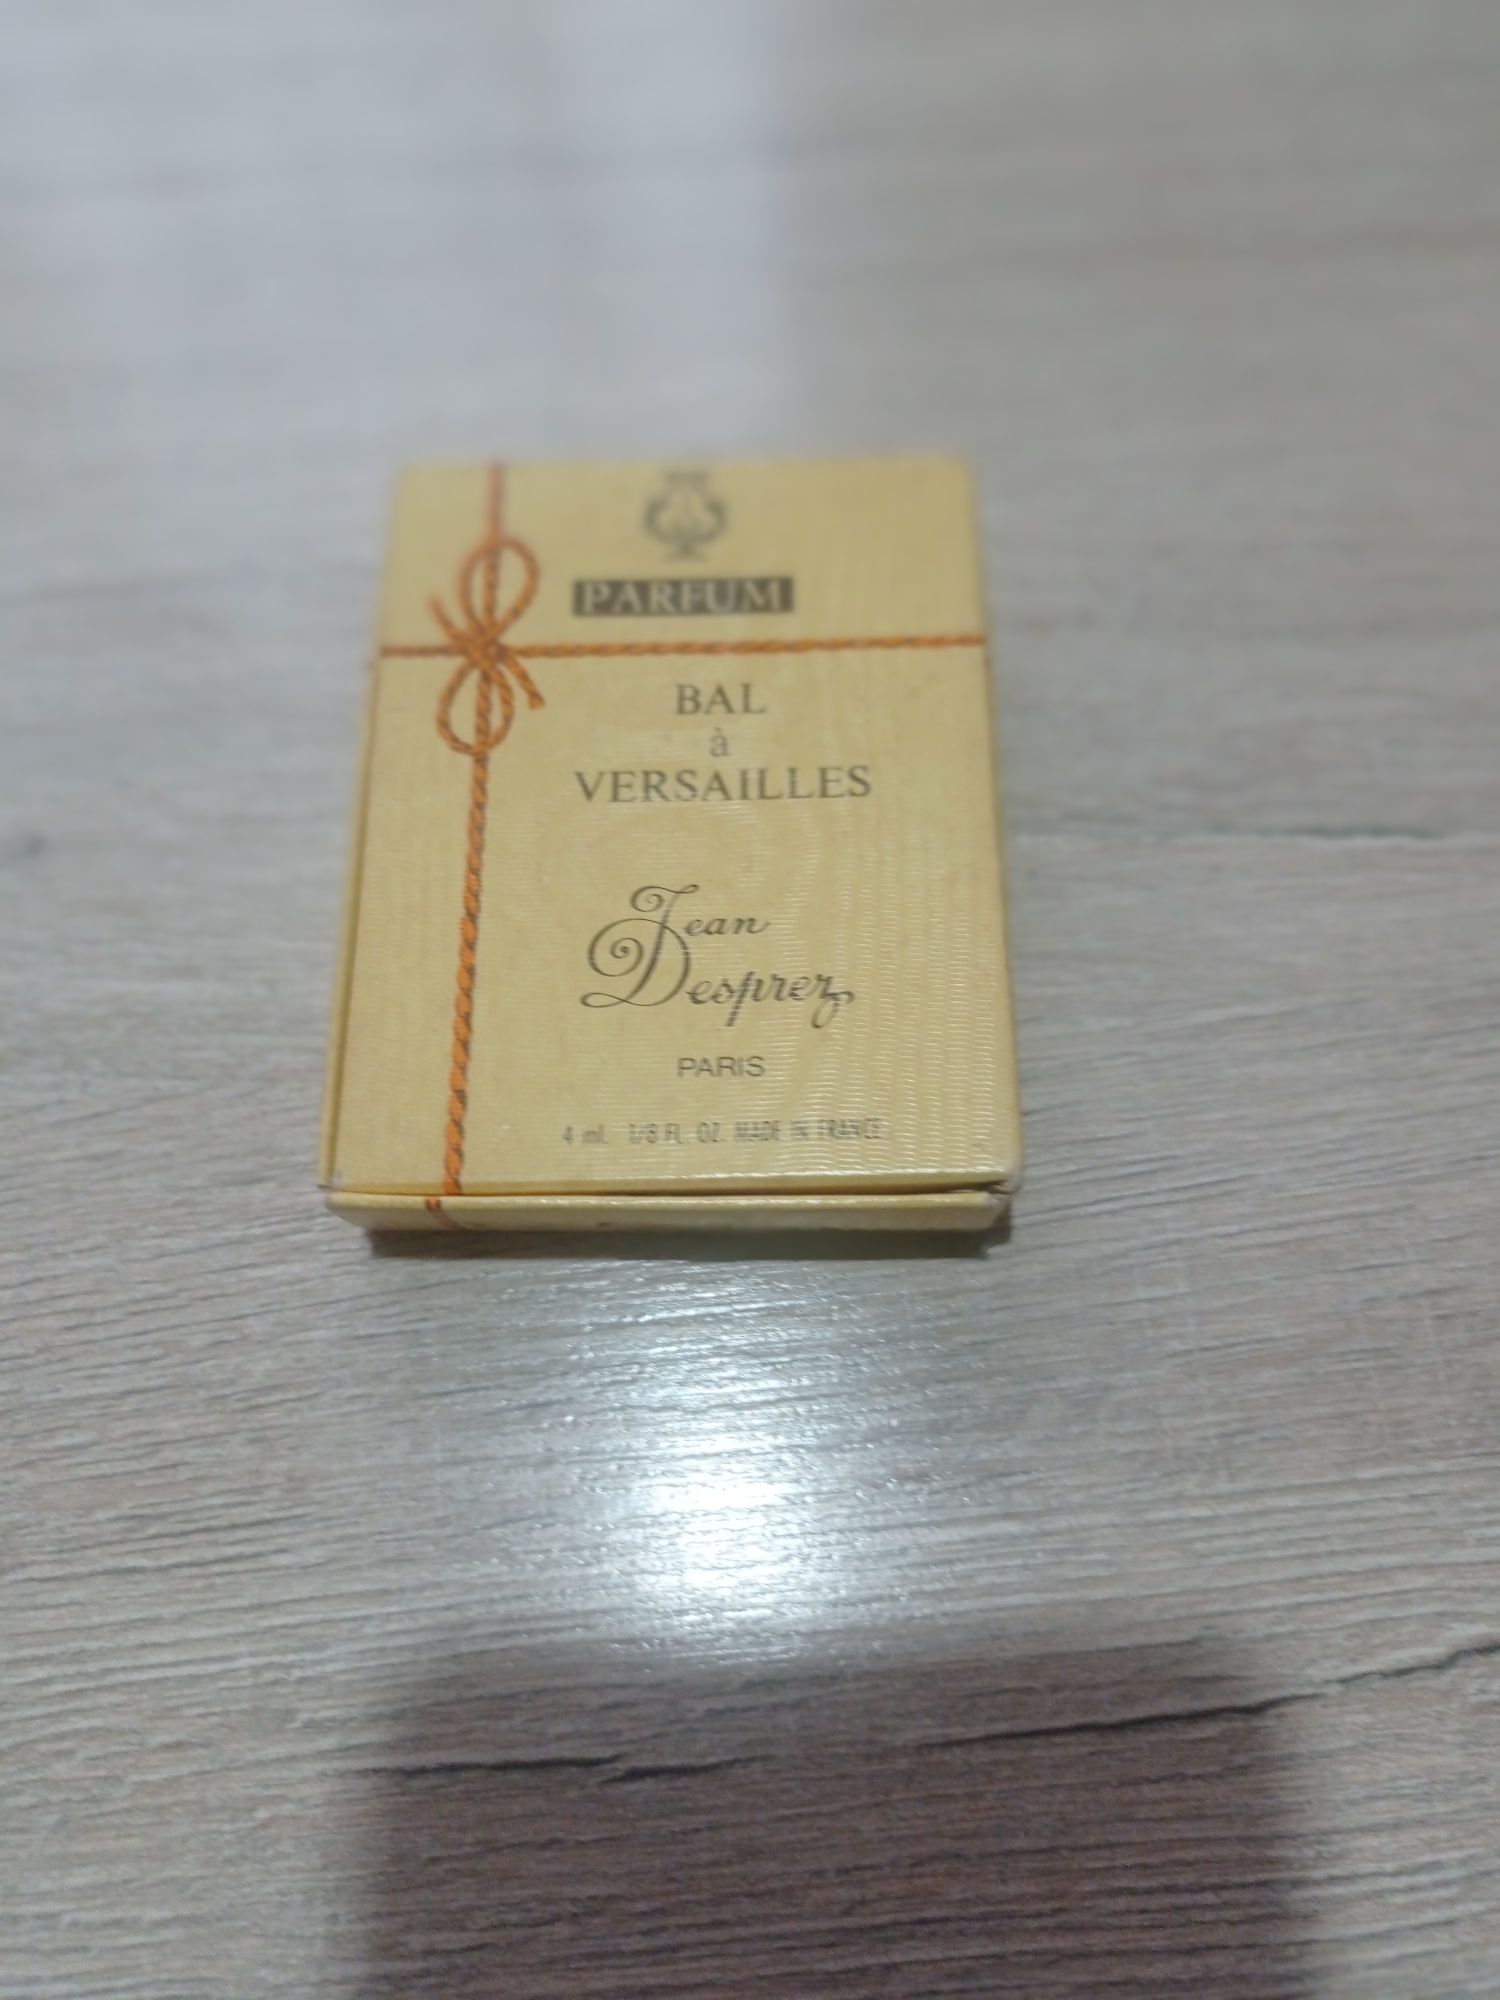 PARFUM
BAL
à
VERSAILLES
Jean
Desprez
PARIS
4 ml. 1/8 FL. OZ. MADE IN FRANCE